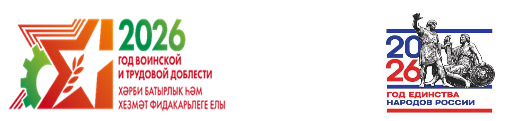 2026
ГОД ВОИНСКОЙ
И ТРУДОВОЙ ДОБЛЕСТИ
ХӘРБИ БАТЫРЛЫК ҺӘМ
ХЕЗМӘТ ФИДАКАРЬЛЕГЕ ЕЛЫ
20
26
ГОД ЕДИНСТВА
НАРОДОВ РОССИИ